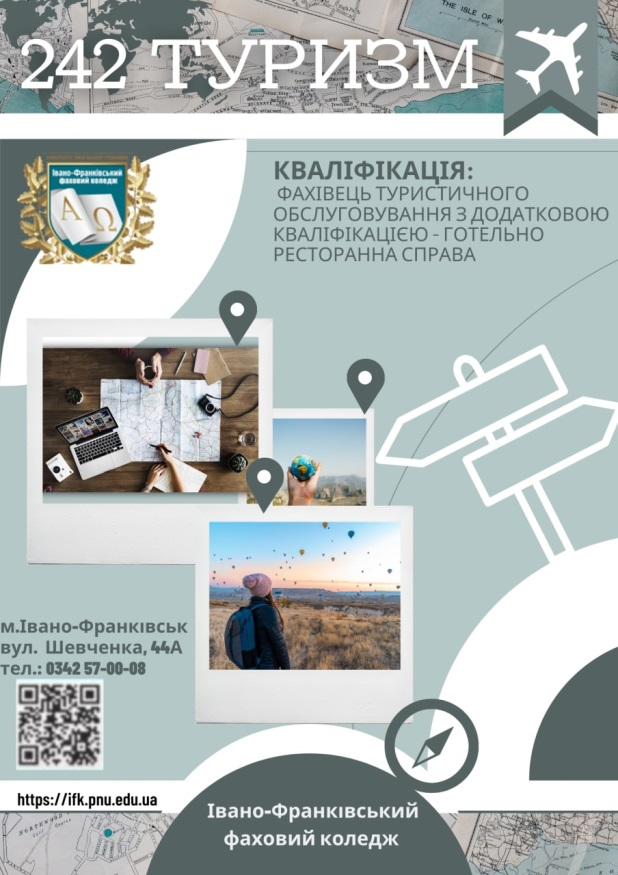 THE ISLE OF W
242 ТУРИЗМ
Івано-Франківський
фаховий коледж
Α Ω
КВАЛІФІКАЦІЯ:
ФАХІВЕЦЬ ТУРИСТИЧНОГО
ОБСЛУГОВУВАННЯ З ДОДАТКОВОЮ
КВАЛІФІКАЦІЄЮ - ГОТЕЛЬНО
РЕСТОРАННА СПРАВА
м.Івано-Франківськ
вул. Шевченка, 44А
тел.: 0342 57-00-08
https://ifk.pnu.edu.ua
Івано-Франківський
фаховий коледж